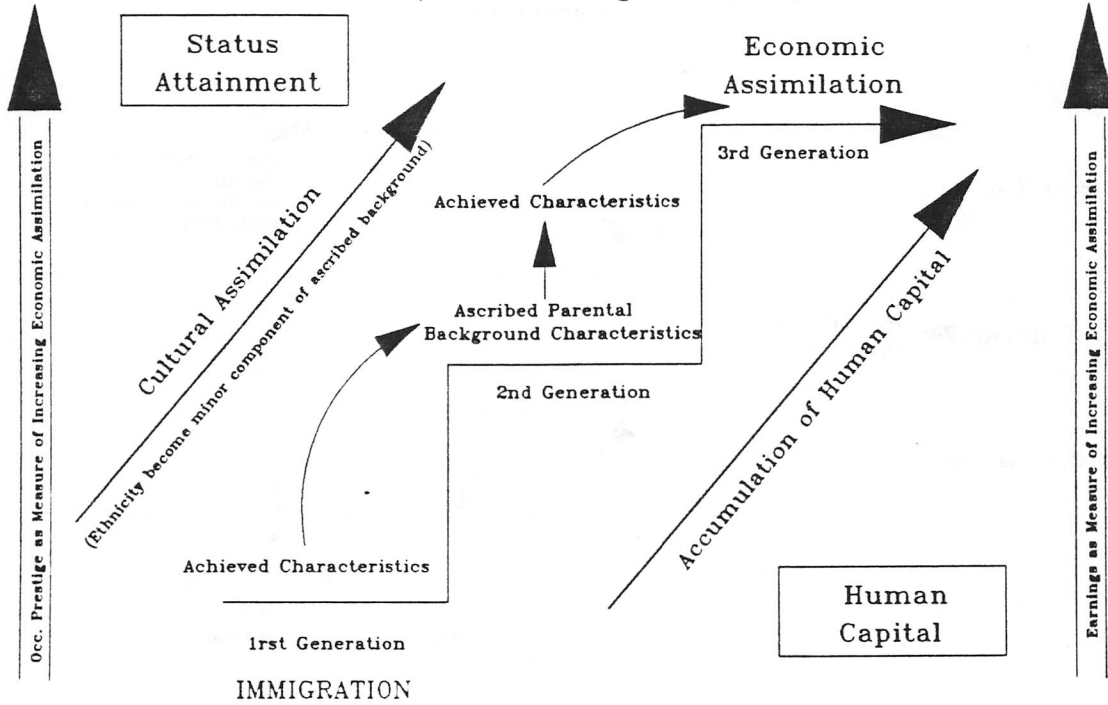 Status
Attainment
Economic
Assimilation
3rd Generation
Achieved Characteristics
Ascribed Parental
Background Characteristics
2nd Generation
Achieved Characteristics
1rst Generation
IMMIGRATION
Cultural Assimilation
(Ethnicity become minor component of ascribed background)
Accumulation of Human Capital
Human
Capital
Occ. Prestige as Measure of Increasing Economic Assimilation
Earnings as Measure of Increasing Economic Assimilation